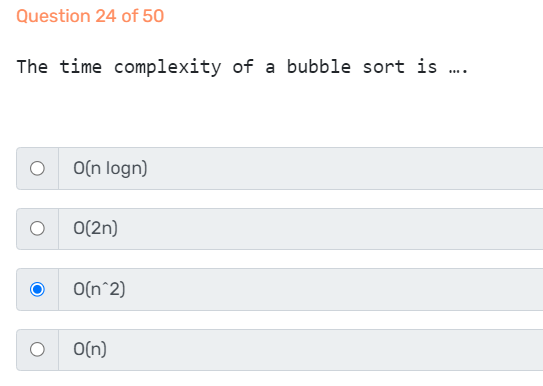 Question 24 of 50
The time complexity of a bubble sort is ....
O(n logn)
O(2n)
O(n^2)
O(n)